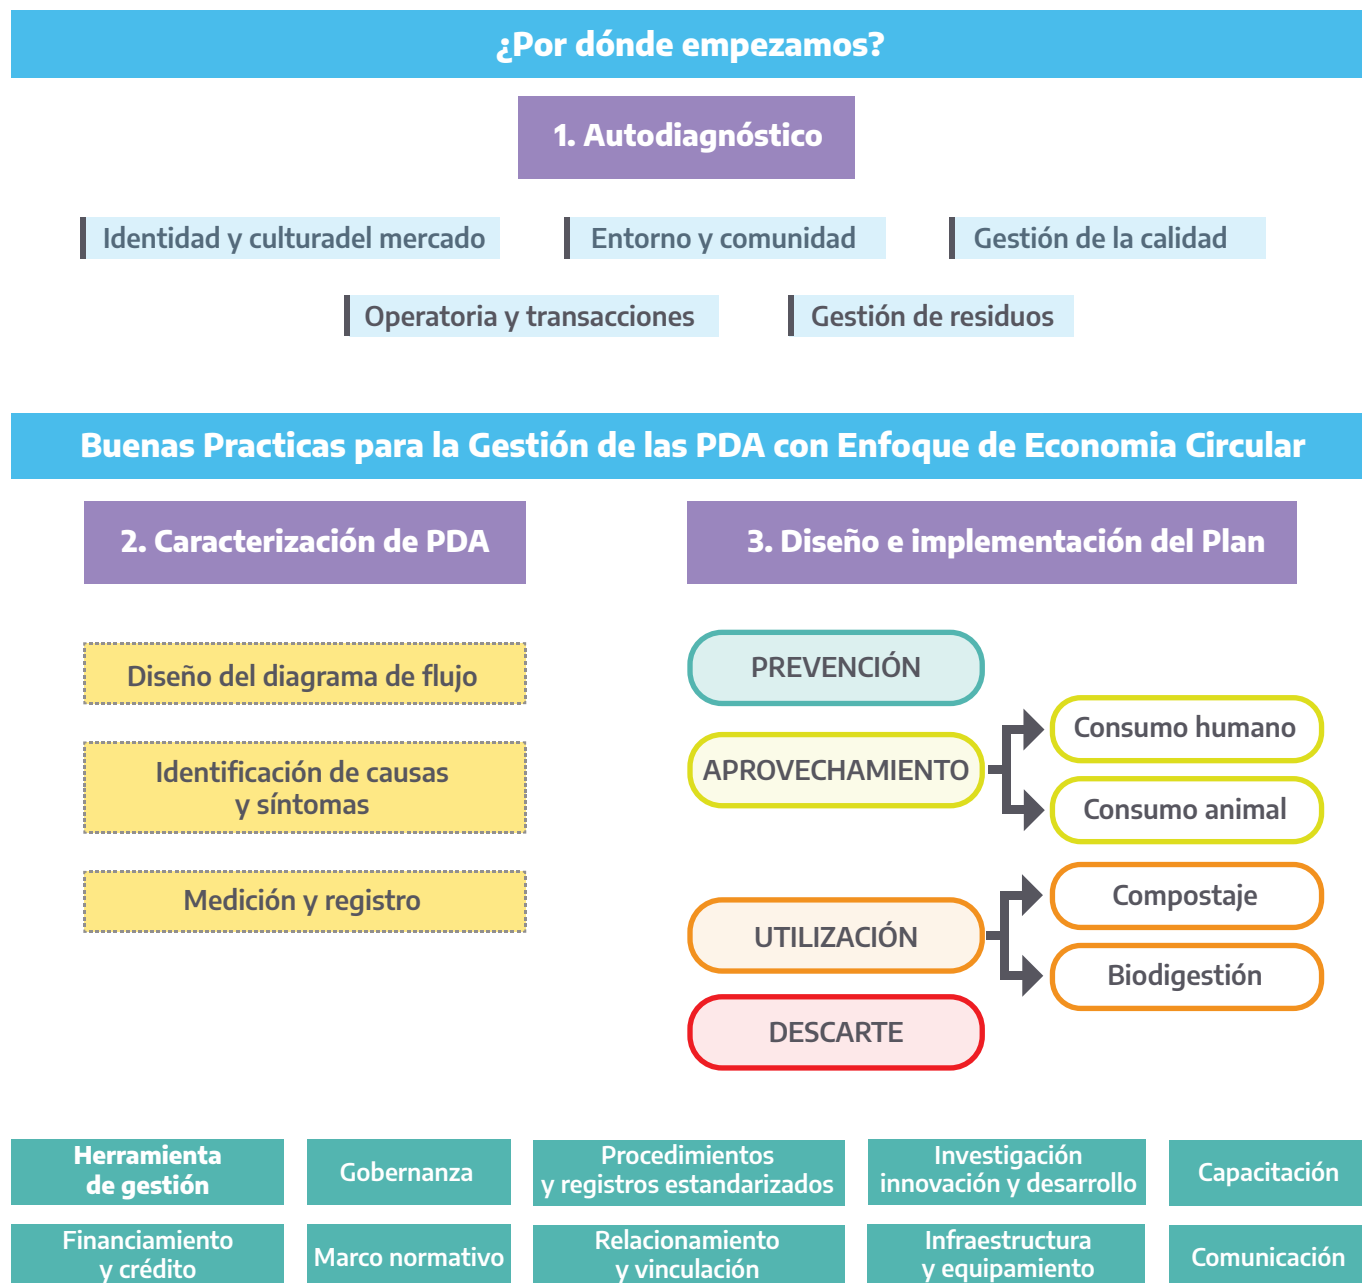 ¿Por dónde empezamos?
1. Autodiagnóstico
Identidad y culturadel mercado
Entorno y comunidad
Gestión de la calidad
Operatoria y transacciones
Gestión de residuos
Buenas Practicas para la Gestión de las PDA con Enfoque de Economia Circular
2. Caracterización de PDA
Diseño del diagrama de flujo
Identificación de causas
y síntomas
Medición y registro
3. Diseño e implementación del Plan
PREVENCIÓN
APROVECHAMIENTO
Consumo humano
Consumo animal
UTILIZACIÓN
Compostaje
Biodigestión
DESCARTE
Herramienta
de gestión
Gobernanza
Procedimientos
y registros estandarizados
Investigación
innovación y desarrollo
Capacitación
Financiamiento
y crédito
Marco normativo
Relacionamiento
y vinculación
Infraestructura
y equipamiento
Comunicación